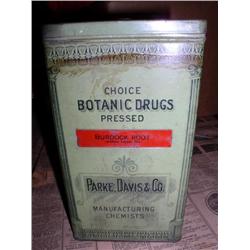 CHOICE
BOTANIC DRUGS
PRESSED
BURDOCK ROOT
PARKE, DAVIS & CO.
MANUFACTURING
CHEMISTS